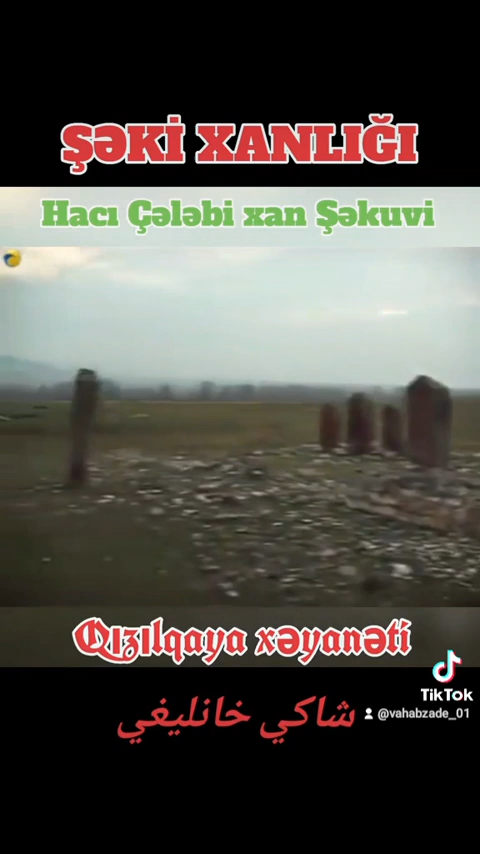 ŞƏKİ XANLIĞI
Hacı Çələbi xan Şəkuvi
Qızılqaya xəyanəti
TikTok
شاكي خانليغي
@vahabzade_01